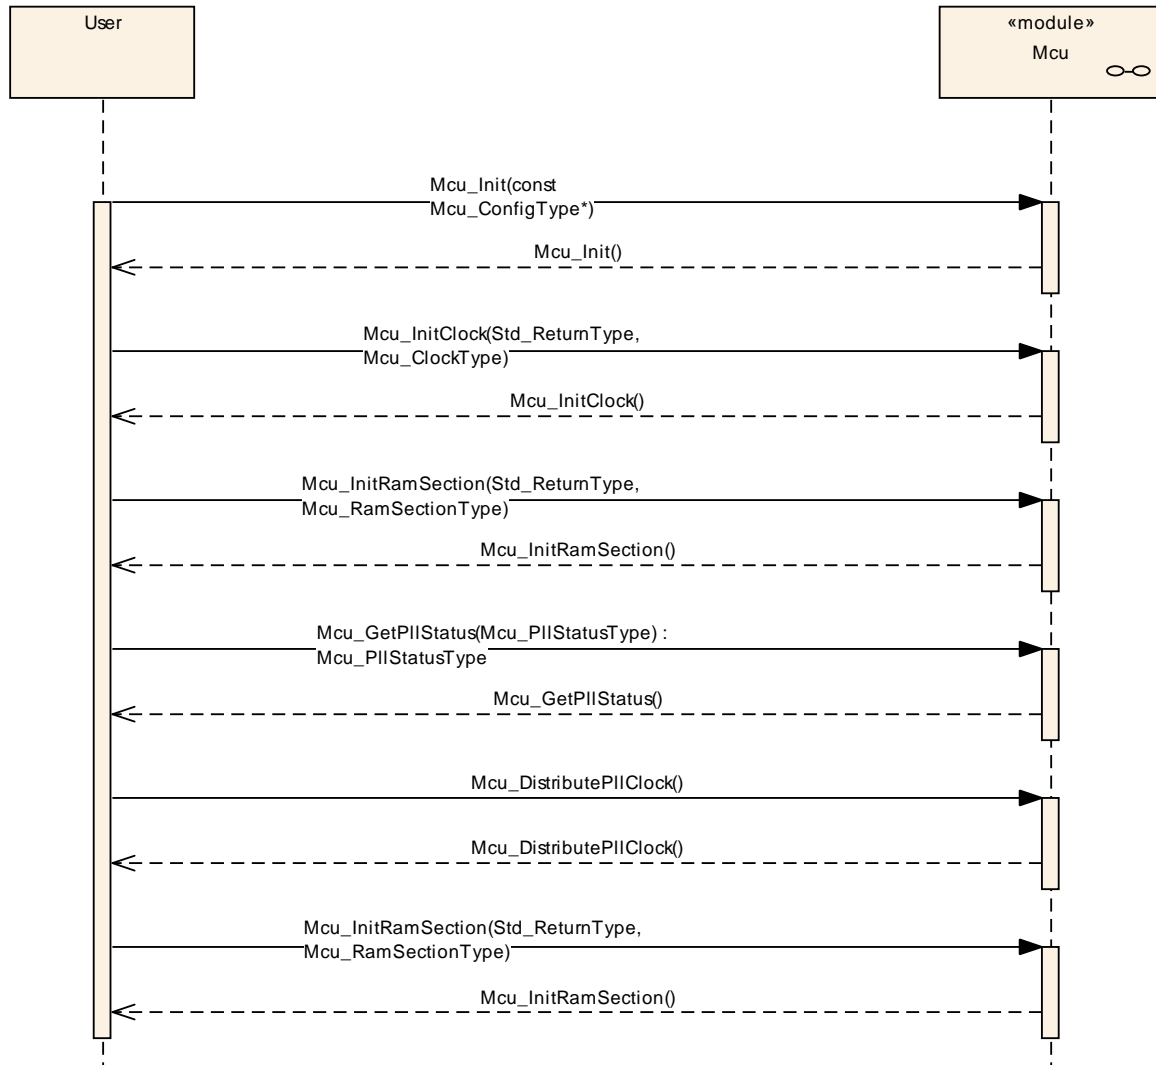 User
«module»
Mcu
Mcu_Init(const
Mcu_ConfigType*)
Mcu_Init()
Mcu_InitClock(Std_ReturnType,
Mcu_ClockType)
Mcu_InitClock()
Mcu_InitRamSection(Std_ReturnType,
Mcu_RamSectionType)
Mcu_InitRamSection()
Mcu_GetPllStatus(Mcu_PllStatusType) :
Mcu_PllStatusType
Mcu_GetPllStatus()
Mcu_DistributePllClock()
Mcu_DistributePllClock()
Mcu_InitRamSection(Std_ReturnType,
Mcu_RamSectionType)
Mcu_InitRamSection()